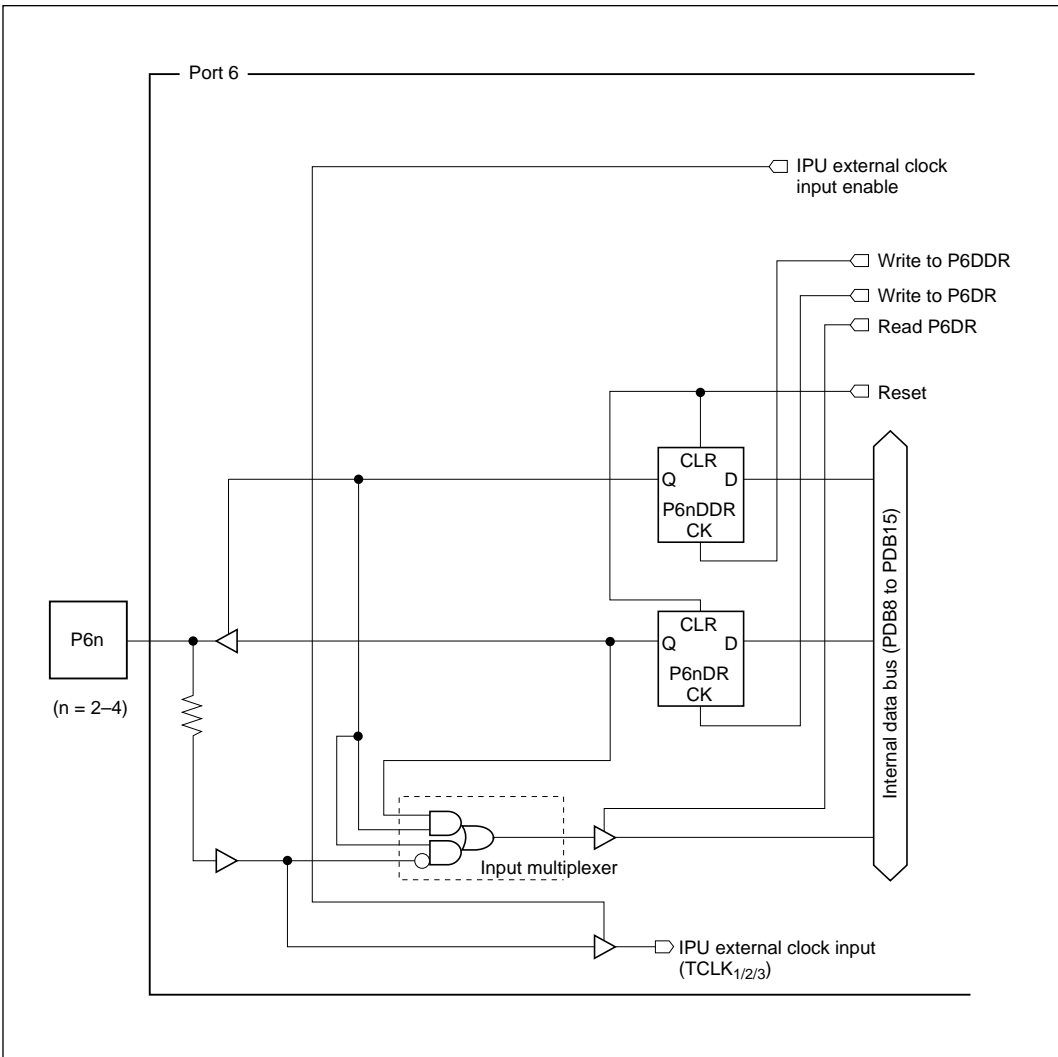 Port 6
IPU external clock
input enable
Write to P6DDR
Write to P6DR
Read P6DR
Reset
CLR
Q D
P6nDDR
CK
Internal data bus (PDB8 to PDB15)
P6n
(n = 2–4)
CLR
Q D
P6nDR
CK
Input multiplexer
IPU external clock input
(TCLK1/2/3)